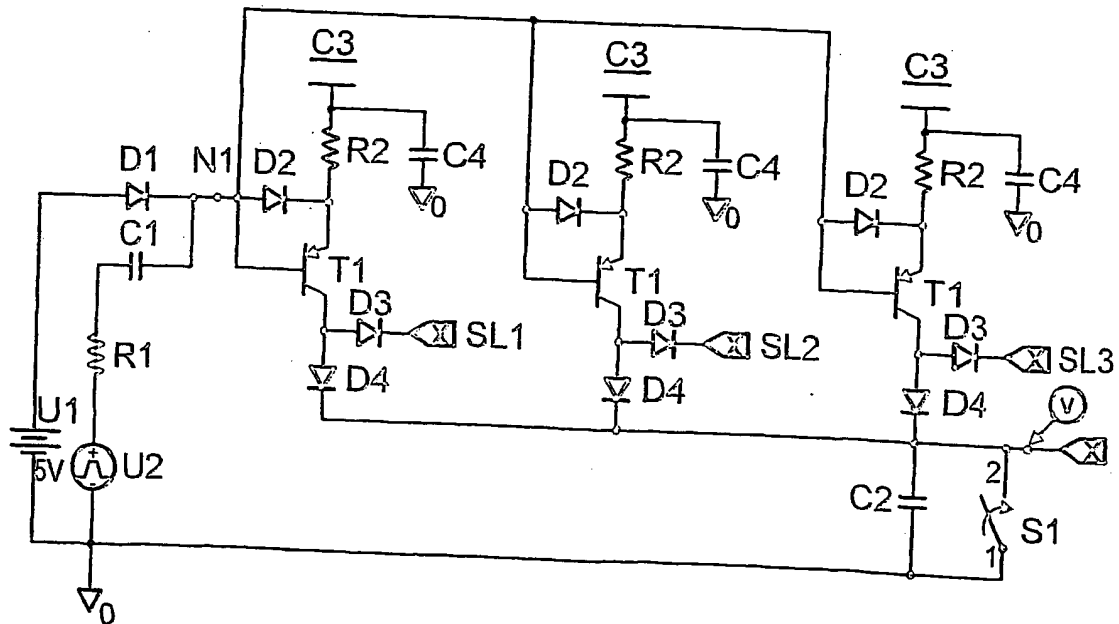 C3
C3
C3
D1
N1
D2
R2
C4
0
D2
R2
C4
0
D2
R2
C4
0
C1
T1
T1
T1
D3
SL1
D3
SL2
D3
SL3
R1
D4
D4
D4
V
U1
5V
U2
C2
2
S1
1
0